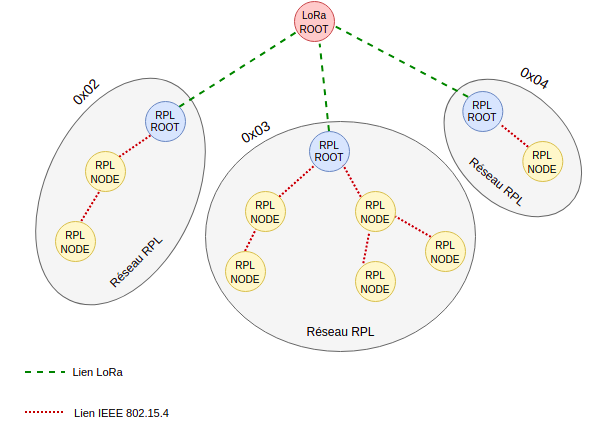 LoRa
ROOT
0x02
RPL
ROOT
RPL
NODE
RPL
NODE
Réseau RPL
0x03
RPL
ROOT
RPL
NODE
RPL
NODE
RPL
NODE
RPL
NODE
RPL
NODE
Réseau RPL
0x04
RPL
ROOT
RPL
NODE
Réseau RPL
Lien LoRa
Lien IEEE 802.15.4